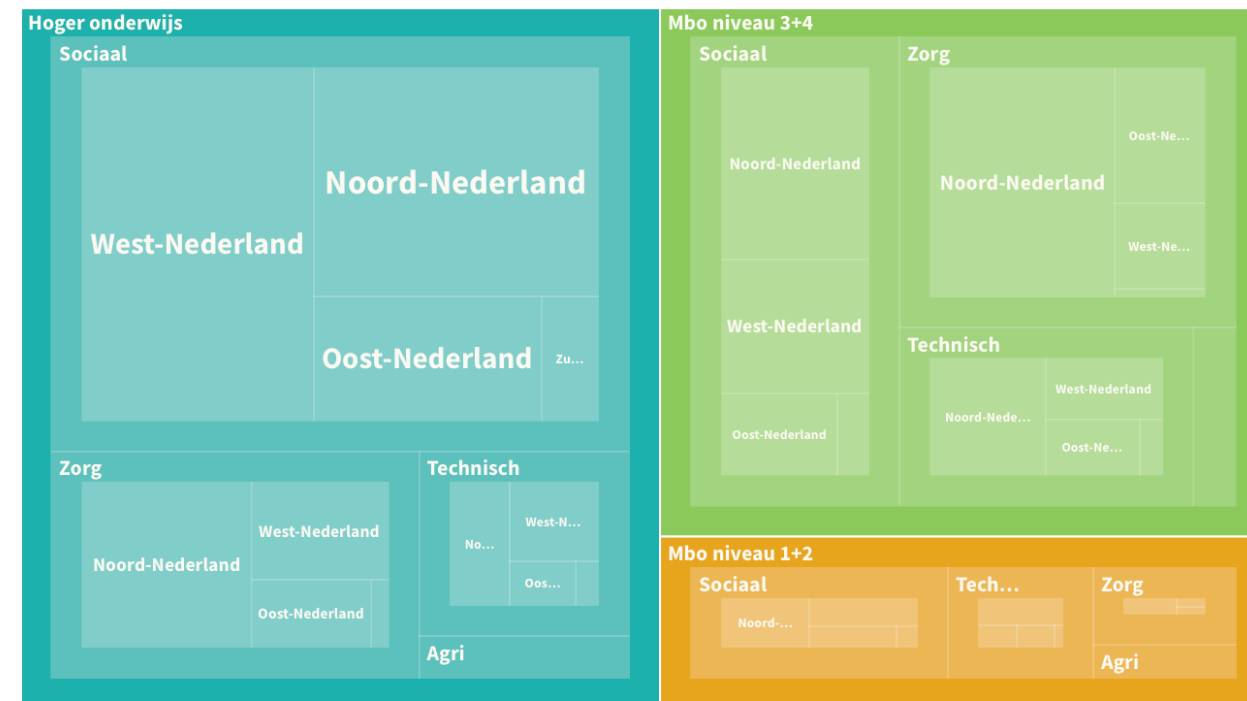 Hoger onderwijs
Sociaal
West-Nederland
Noord-Nederland
Oost-Nederland
Zu...
Zorg
Noord-Nederland
West-Nederland
Oost-Nederland
Technisch
No...
West-N...
Oos...
Agri
Mbo niveau 3+4
Sociaal
Noord-Nederland
West-Nederland
Oost-Nederland
Zorg
Noord-Nederland
Oost-Ne...
West-Ne...
Technisch
Noord-Nede...
West-Nederland
Oost-Ne...
Mbo niveau 1+2
Sociaal
Noord-...
Tech...
Zorg
Agri